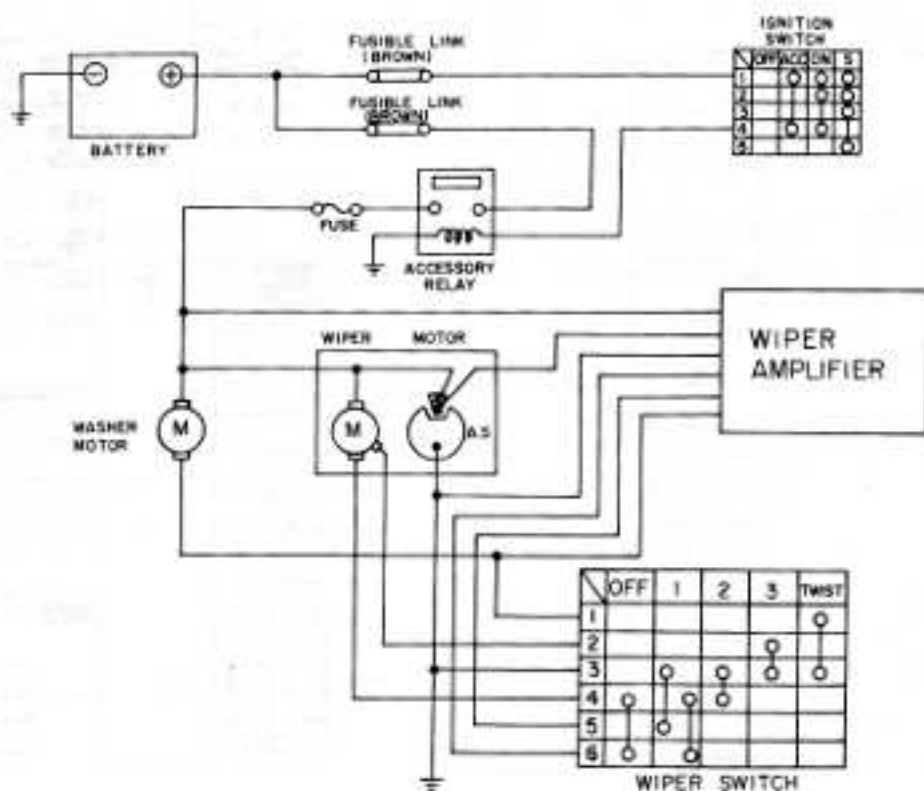 FUSIBLE LINK
(BROWN)
IGNITION
SWITCH
OFF ACC ON S
1
2
3
4
5
FUSIBLE LINK
(BROWN)
BATTERY
FUSE
ACCESSORY
RELAY
WIPER MOTOR
WIPER
AMPLIFIER
WASHER
MOTOR
M
M
A.S
OFF 1 2 3 TWIST
1
2
3
4
5
6
WIPER SWITCH